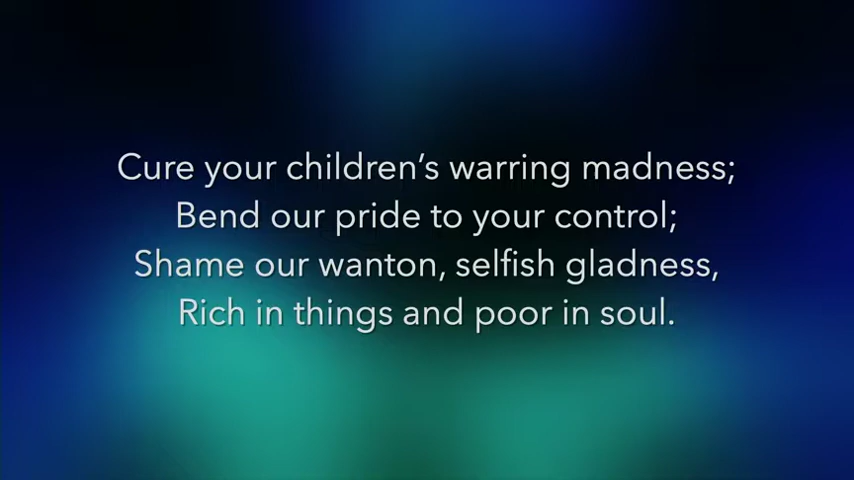 Cure your children’s warring madness;
Bend our pride to your control;
Shame our wanton, selfish gladness,
Rich in things and poor in soul.